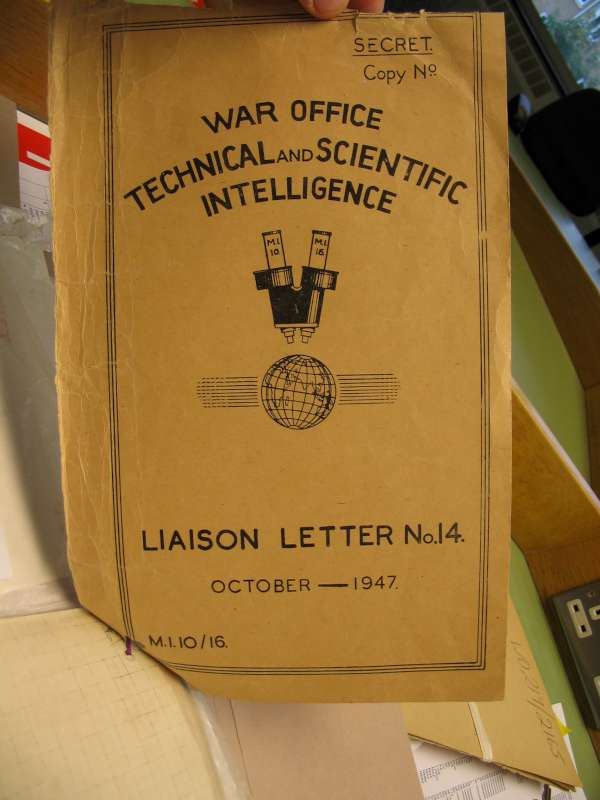 SECRET.
Copy Nº
WAR OFFICE
TECHNICAL AND SCIENTIFIC
INTELLIGENCE
M.I. 10. M.I. 16.
LIAISON LETTER No.14.
OCTOBER — 1947.
M.I.10/16.